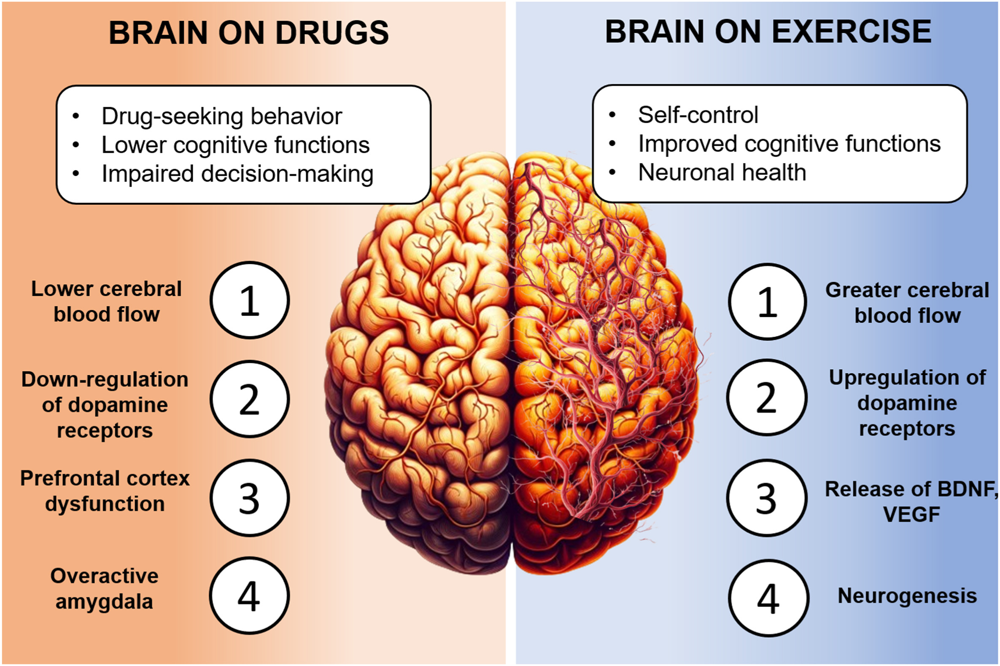 BRAIN ON DRUGS
• Drug-seeking behavior
• Lower cognitive functions
• Impaired decision-making
Lower cerebral
blood flow
1
Down-regulation
of dopamine
receptors
2
Prefrontal cortex
dysfunction
3
Overactive
amygdala
4
BRAIN ON EXERCISE
• Self-control
• Improved cognitive functions
• Neuronal health
1
Greater cerebral
blood flow
2
Upregulation of
dopamine
receptors
3
Release of BDNF,
VEGF
4
Neurogenesis